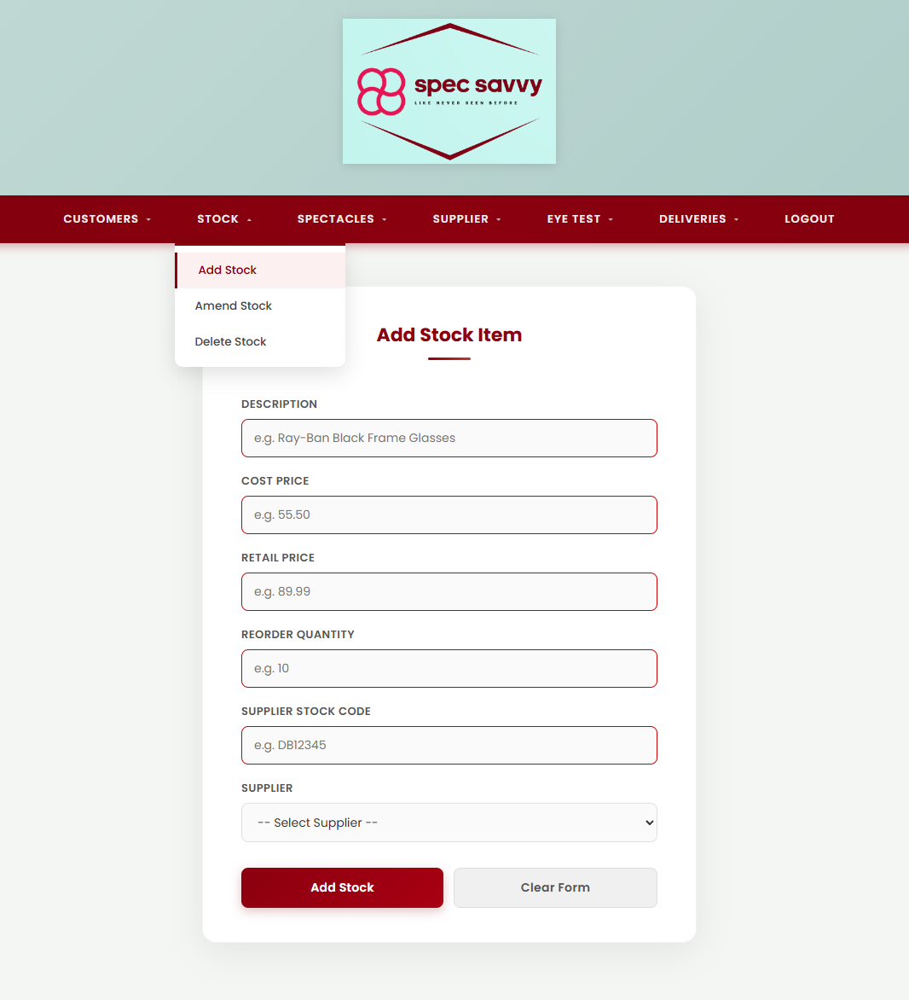 spec savvy
LIKE NEVER SEEN BEFORE
CUSTOMERS STOCK SPECTACLES SUPPLIER EYE TEST DELIVERIES LOGOUT
Add Stock
Amend Stock
Delete Stock
Add Stock Item
DESCRIPTION
e.g. Ray-Ban Black Frame Glasses
COST PRICE
e.g. 55.50
RETAIL PRICE
e.g. 89.99
REORDER QUANTITY
e.g. 10
SUPPLIER STOCK CODE
e.g. DB12345
SUPPLIER
-- Select Supplier --
Add Stock Clear Form